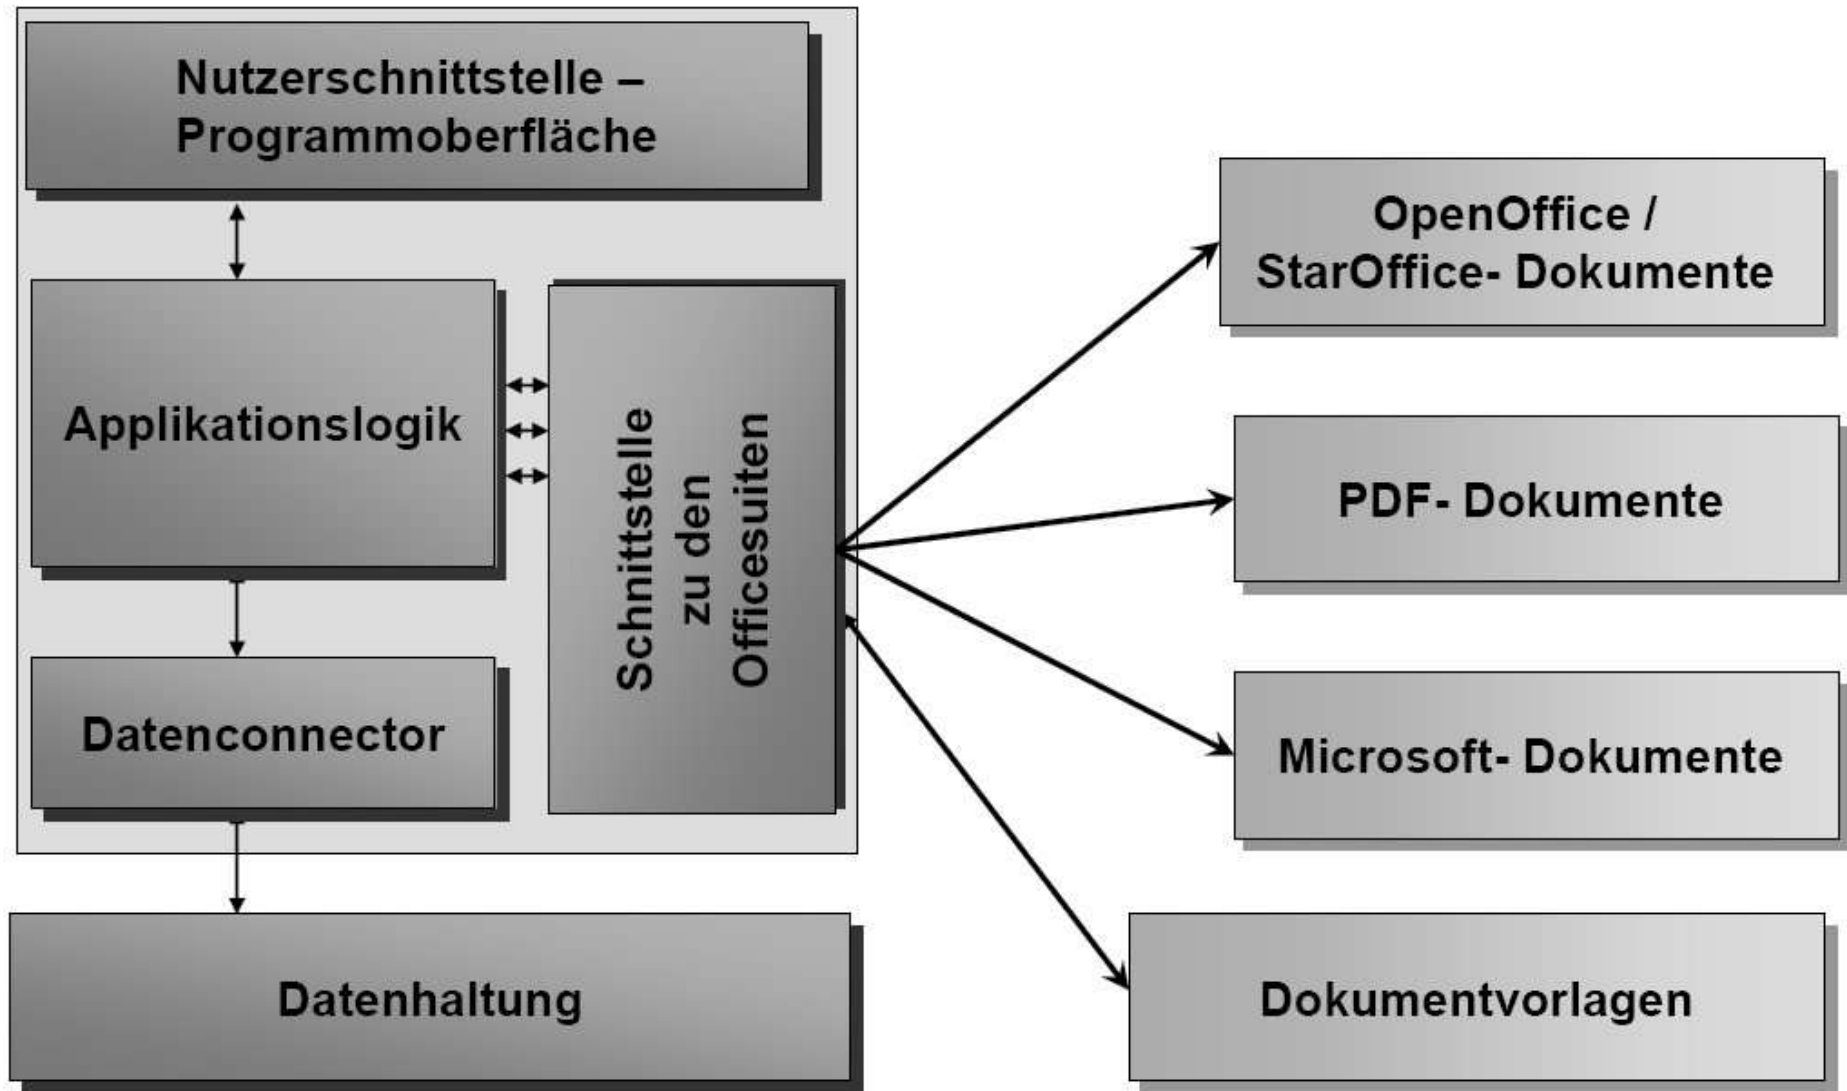 Nutzerschnittstelle –
Programmoberfläche
Applikationslogik
Schnittstelle
zu den
Officesuiten
Datenconnector
Datenhaltung
OpenOffice /
StarOffice- Dokumente
PDF- Dokumente
Microsoft- Dokumente
Dokumentvorlagen